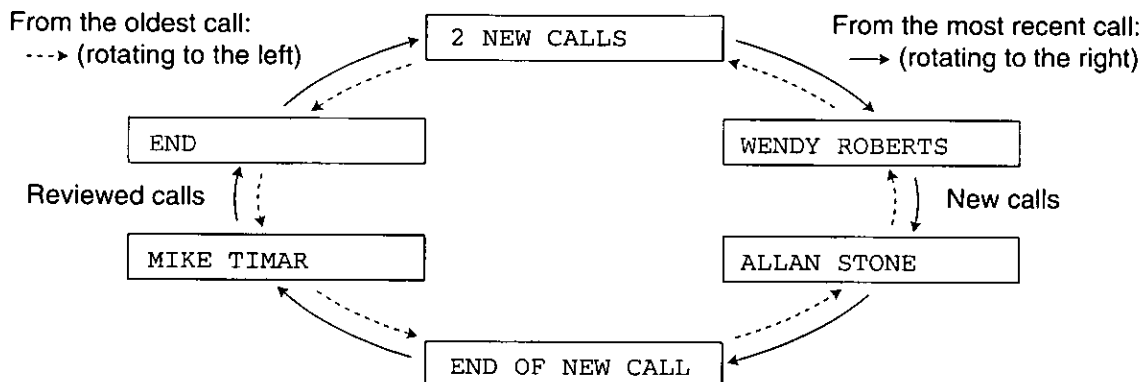 From the oldest call:
(rotating to the left)
2 NEW CALLS
From the most recent call:
(rotating to the right)
END
WENDY ROBERTS
Reviewed calls
New calls
MIKE TIMAR
ALLAN STONE
END OF NEW CALL